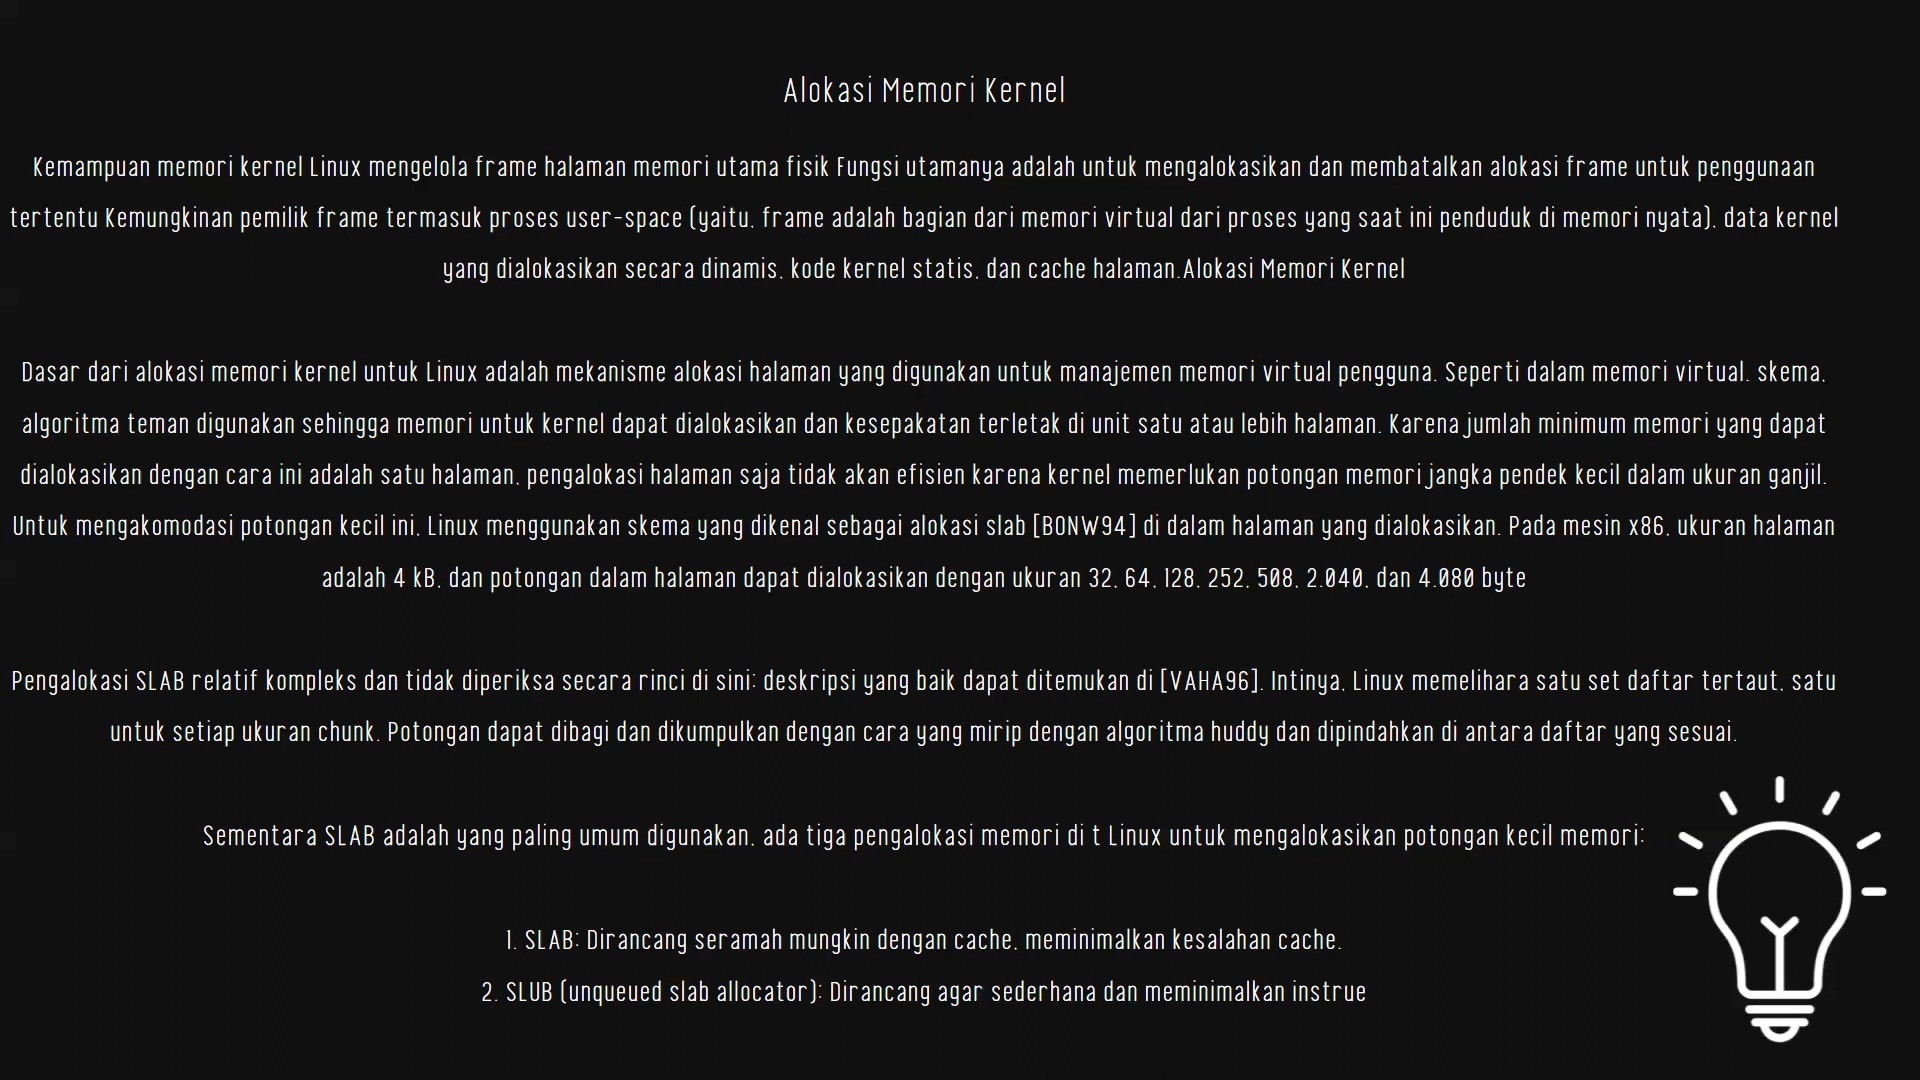 Alokasi Memori Kernel
Kemampuan memori kernel Linux mengelola frame halaman memori utama fisik Fungsi utamanya adalah untuk mengalokasikan dan membatalkan alokasi frame untuk penggunaan
tertentu Kemungkinan pemilik frame termasuk proses user-space (yaitu, frame adalah bagian dari memori virtual dari proses yang saat ini penduduk di memori nyata), data kernel
yang dialokasikan secara dinamis, kode kernel statis, dan cache halaman.Alokasi Memori Kernel
Dasar dari alokasi memori kernel untuk Linux adalah mekanisme alokasi halaman yang digunakan untuk manajemen memori virtual pengguna. Seperti dalam memori virtual. skema,
algoritma teman digunakan sehingga memori untuk kernel dapat dialokasikan dan kesepakatan terletak di unit satu atau lebih halaman. Karena jumlah minimum memori yang dapat
dialokasikan dengan cara ini adalah satu halaman, pengalokasi halaman saja tidak akan efisien karena kernel memerlukan potongan memori jangka pendek kecil dalam ukuran ganjil.
Untuk mengakomodasi potongan kecil ini, Linux menggunakan skema yang dikenal sebagai alokasi slab [BONW94] di dalam halaman yang dialokasikan. Pada mesin x86, ukuran halaman
adalah 4 kB, dan potongan dalam halaman dapat dialokasikan dengan ukuran 32, 64, 128, 252, 508, 2.040, dan 4.080 byte
Pengalokasi SLAB relatif kompleks dan tidak diperiksa secara rinci di sini; deskripsi yang baik dapat ditemukan di [VAHA96]. Intinya, Linux memelihara satu set daftar tertaut, satu
untuk setiap ukuran chunk. Potongan dapat dibagi dan dikumpulkan dengan cara yang mirip dengan algoritma huddy dan dipindahkan di antara daftar yang sesuai.
Sementara SLAB adalah yang paling umum digunakan, ada tiga pengalokasi memori di t Linux untuk mengalokasikan potongan kecil memori:
1. SLAB: Dirancang seramah mungkin dengan cache, meminimalkan kesalahan cache.
2. SLUB (unqueued slab allocator): Dirancang agar sederhana dan meminimalkan instrue